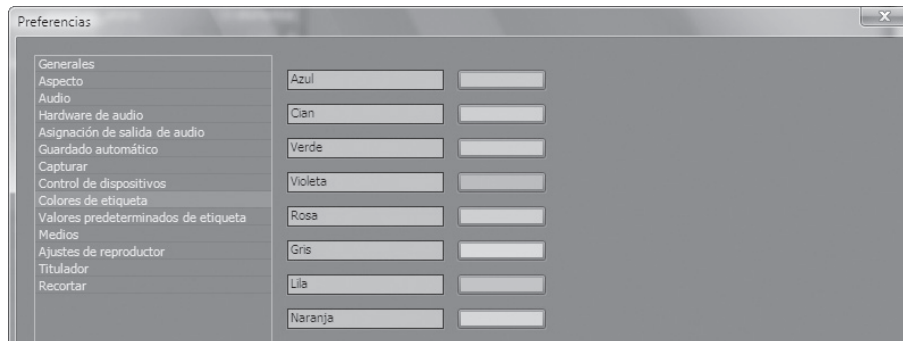 Preferencias
Generales
Aspecto
Audio
Hardware de audio
Asignación de salida de audio
Guardado automático
Capturar
Control de dispositivos
Colores de etiqueta
Valores predeterminados de etiqueta
Medios
Ajustes de reproductor
Titulador
Recortar
Azul
Cian
Verde
Violeta
Rosa
Gris
Lila
Naranja